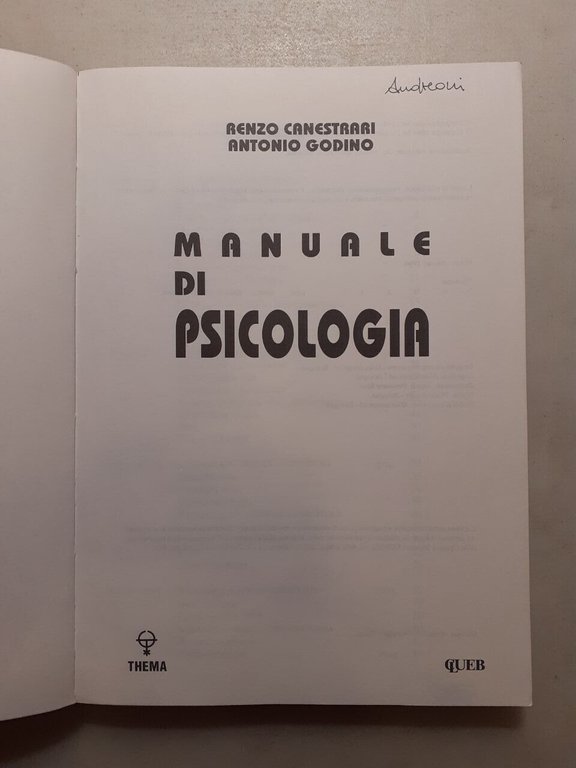 Andreoni
RENZO CANESTRARI
ANTONIO GODINO
MANUALE
DI
PSICOLOGIA
THEMA
CLUEB